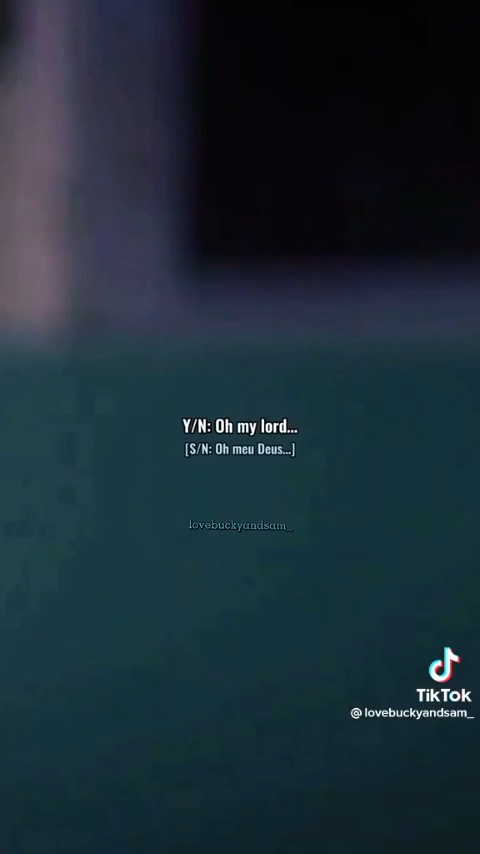 Y/N: Oh my lord...
[S/N: Oh meu Deus...]
lovebuckyandsam_
TikTok
@lovebuckyandsam_